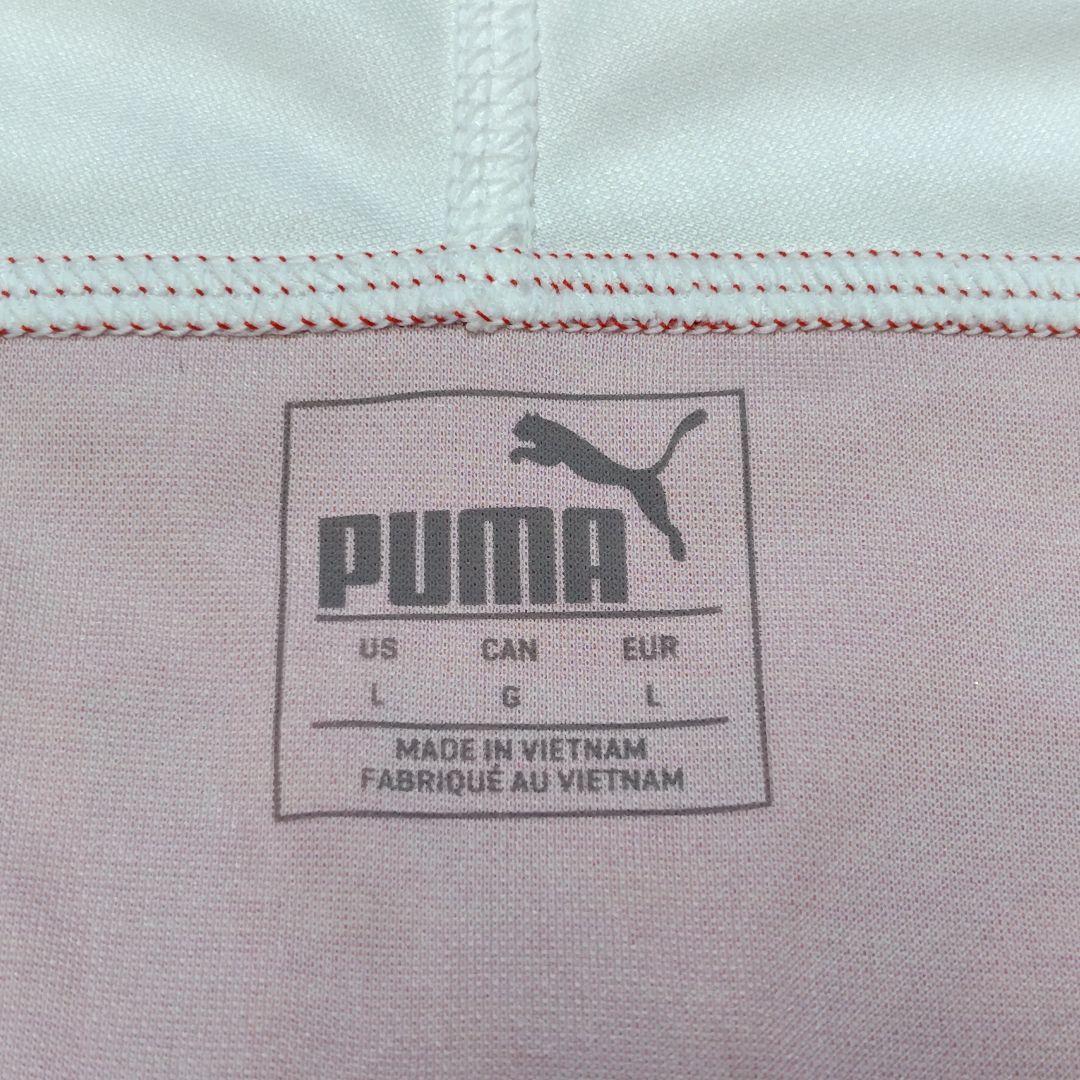 PUMA
US CAN EUR
L G L
MADE IN VIETNAM
FABRIQUÉ AU VIETNAM